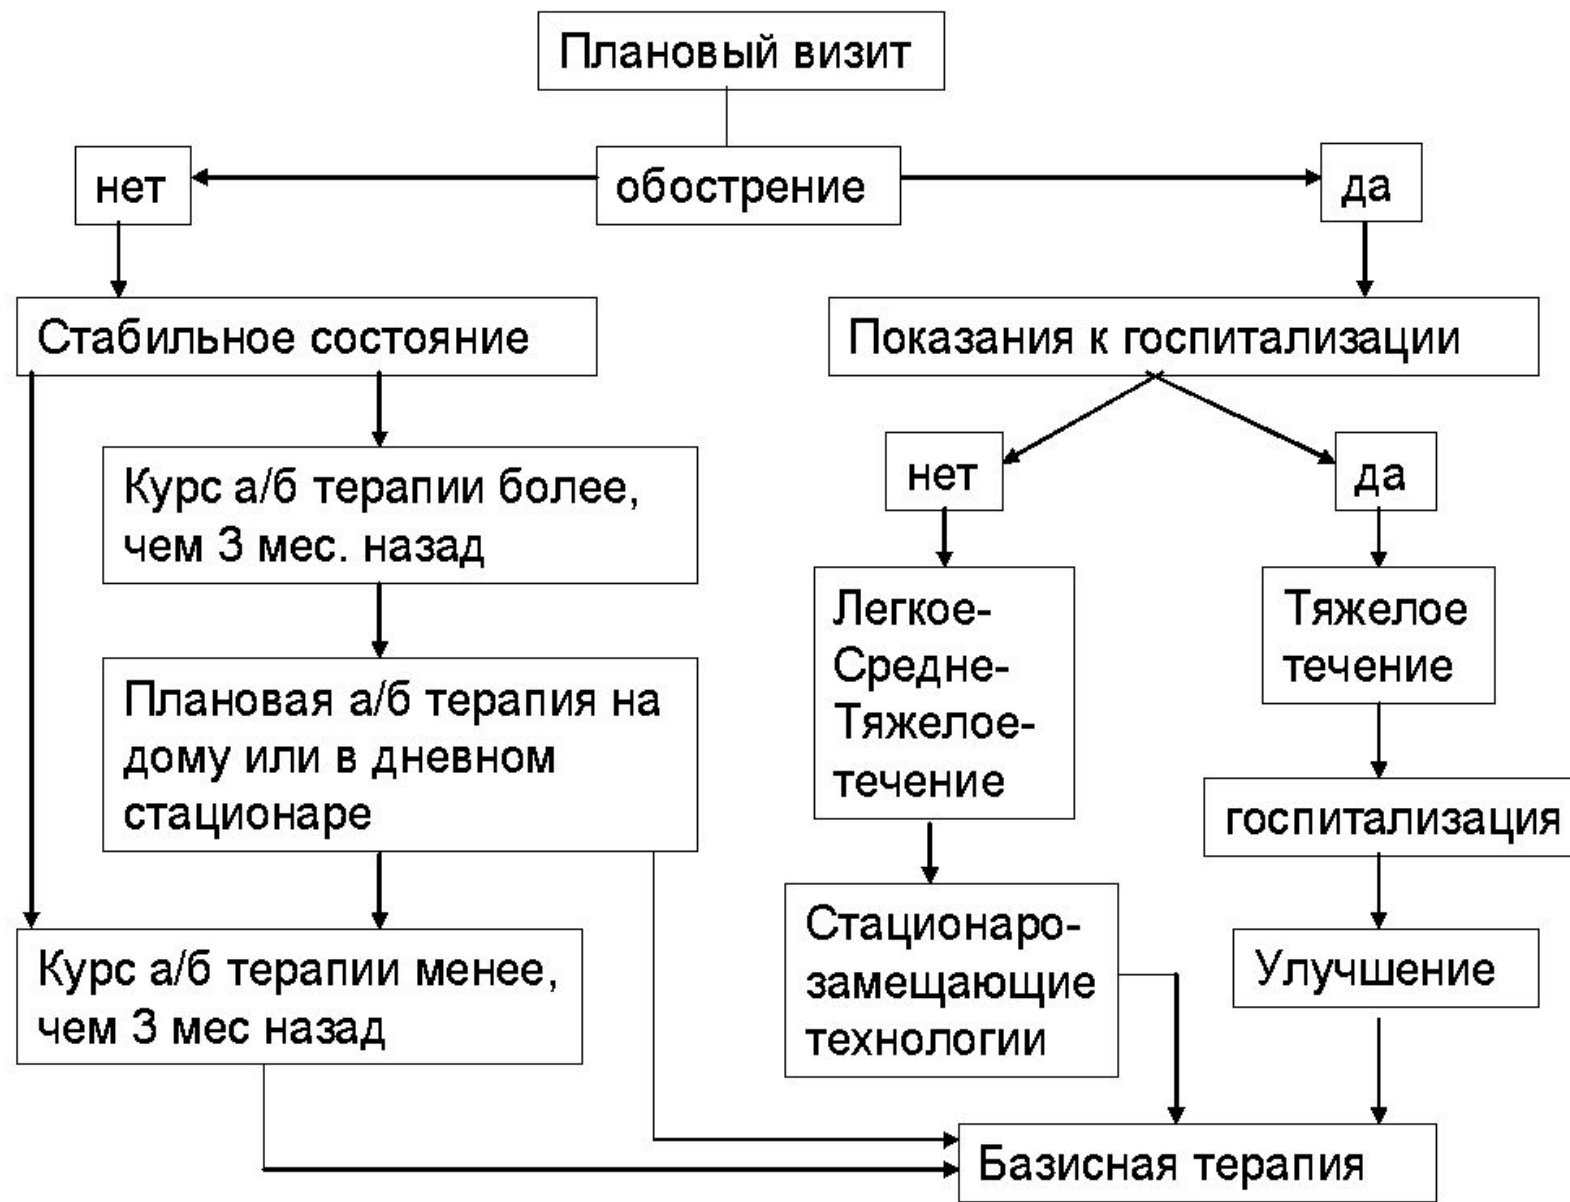 Плановый визит
нет
обострение
да
Стабильное состояние
Показания к госпитализации
Курс а/б терапии более,
чем 3 мес. назад
нет
да
Плановая а/б терапия на
дому или в дневном
стационаре
Легкое-
Средне-
Тяжелое-
течение
Тяжелое
течение
госпитализация
Курс а/б терапии менее,
чем 3 мес назад
Стационаро-
замещающие
технологии
Улучшение
Базисная терапия